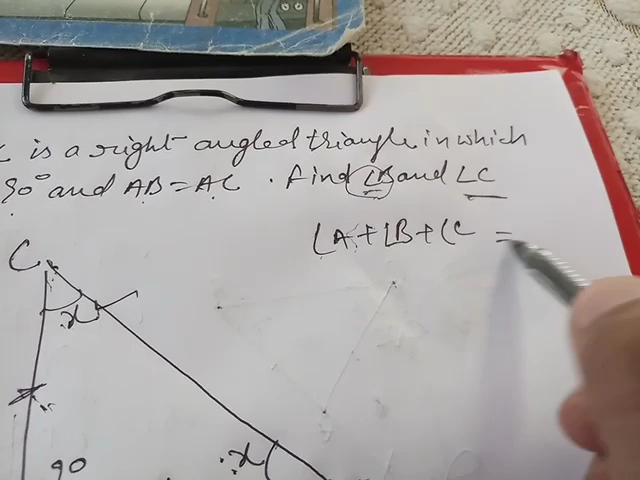 is a right angled triangle in which
90° and AB = AC . Find ∠B and ∠C
∠A + ∠B + ∠C =
C
x
x
90